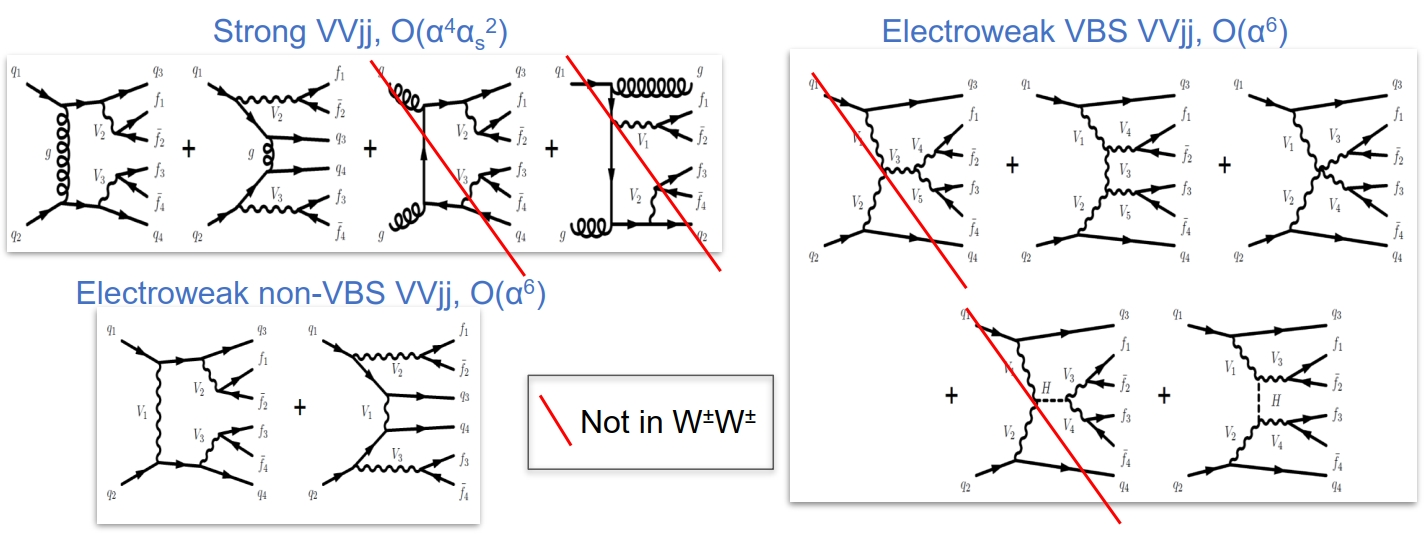 Strong VVjj, O(α⁴αₛ²)
Electroweak VBS VVjj, O(α⁶)
q₁ q₃ f₁ V₂ f̄₂ g V₃ f₃ f̄₄ q₂ q₄
+
q₁ f₁ V₂ f̄₂ g q₃ q₄ V₃ f₃ f̄₄ q₂
+
g q₃ f₁ V₂ f̄₂ V₃ f₃ f̄₄ g q₄
+
q₁ g f₁ V₁ f̄₂ f₃ V₂ f̄₄ g q₂
q₁ q₃ f₁ V₁ V₃ V₄ f̄₂ V₂ V₅ f₃ f̄₄ q₂ q₄
+
q₁ q₃ f₁ V₁ V₄ f̄₂ V₃ V₂ V₅ f₃ f̄₄ q₂ q₄
+
q₁ q₃ f₁ V₁ V₃ f̄₂ V₂ V₄ f₃ f̄₄ q₂ q₄
+
q₁ q₃ f₁ V₁ H V₃ f̄₂ V₂ V₄ f₃ f̄₄ q₂ q₄
+
q₁ q₃ f₁ V₁ V₃ f̄₂ H V₂ V₄ f₃ f̄₄ q₂ q₄
Electroweak non-VBS VVjj, O(α⁶)
q₁ q₃ f₁ V₂ f̄₂ V₁ V₃ f₃ f̄₄ q₂ q₄
+
q₁ f₁ V₂ f̄₂ V₁ q₃ q₄ V₃ f₃ f̄₄ q₂
Not in W±W±